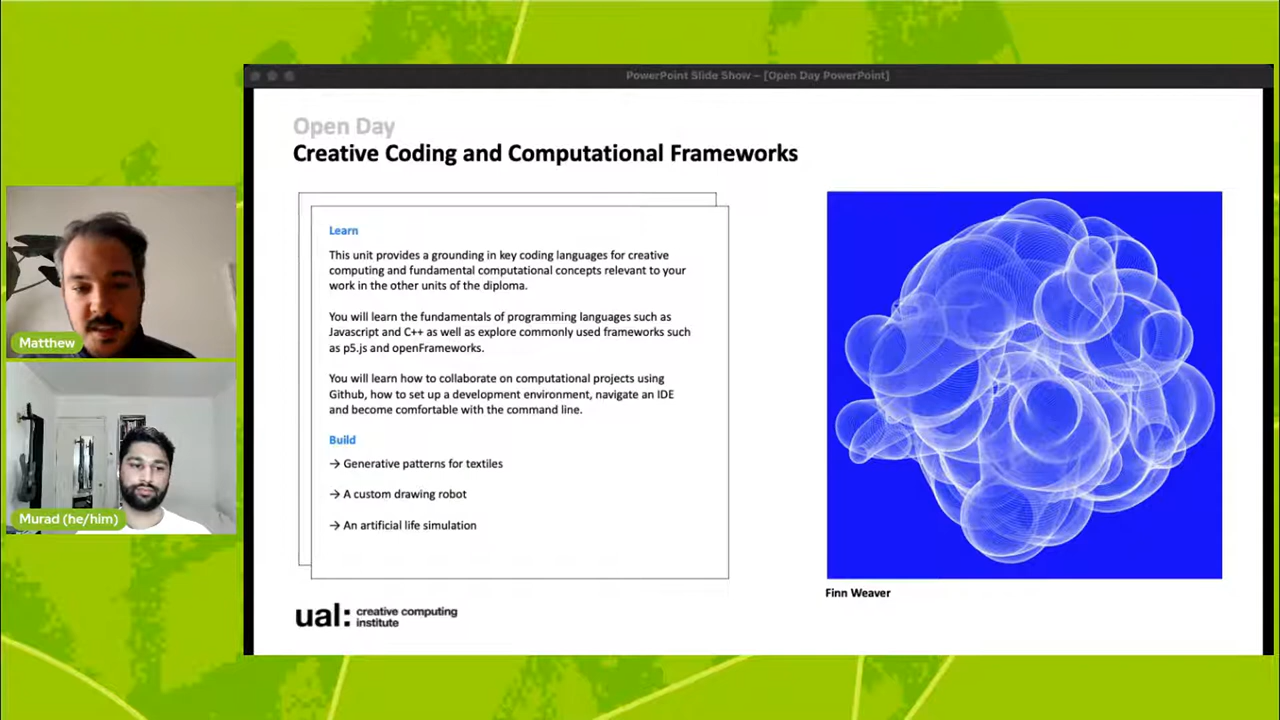 PowerPoint Slide Show – [Open Day PowerPoint]
Open Day
Creative Coding and Computational Frameworks
Learn
This unit provides a grounding in key coding languages for creative
computing and fundamental computational concepts relevant to your
work in the other units of the diploma.
You will learn the fundamentals of programming languages such as
Javascript and C++ as well as explore commonly used frameworks such
as p5.js and openFrameworks.
You will learn how to collaborate on computational projects using
Github, how to set up a development environment, navigate an IDE
and become comfortable with the command line.
Build
→ Generative patterns for textiles
→ A custom drawing robot
→ An artificial life simulation
Finn Weaver
ual: creative computing
institute
Matthew
Murad (he/him)